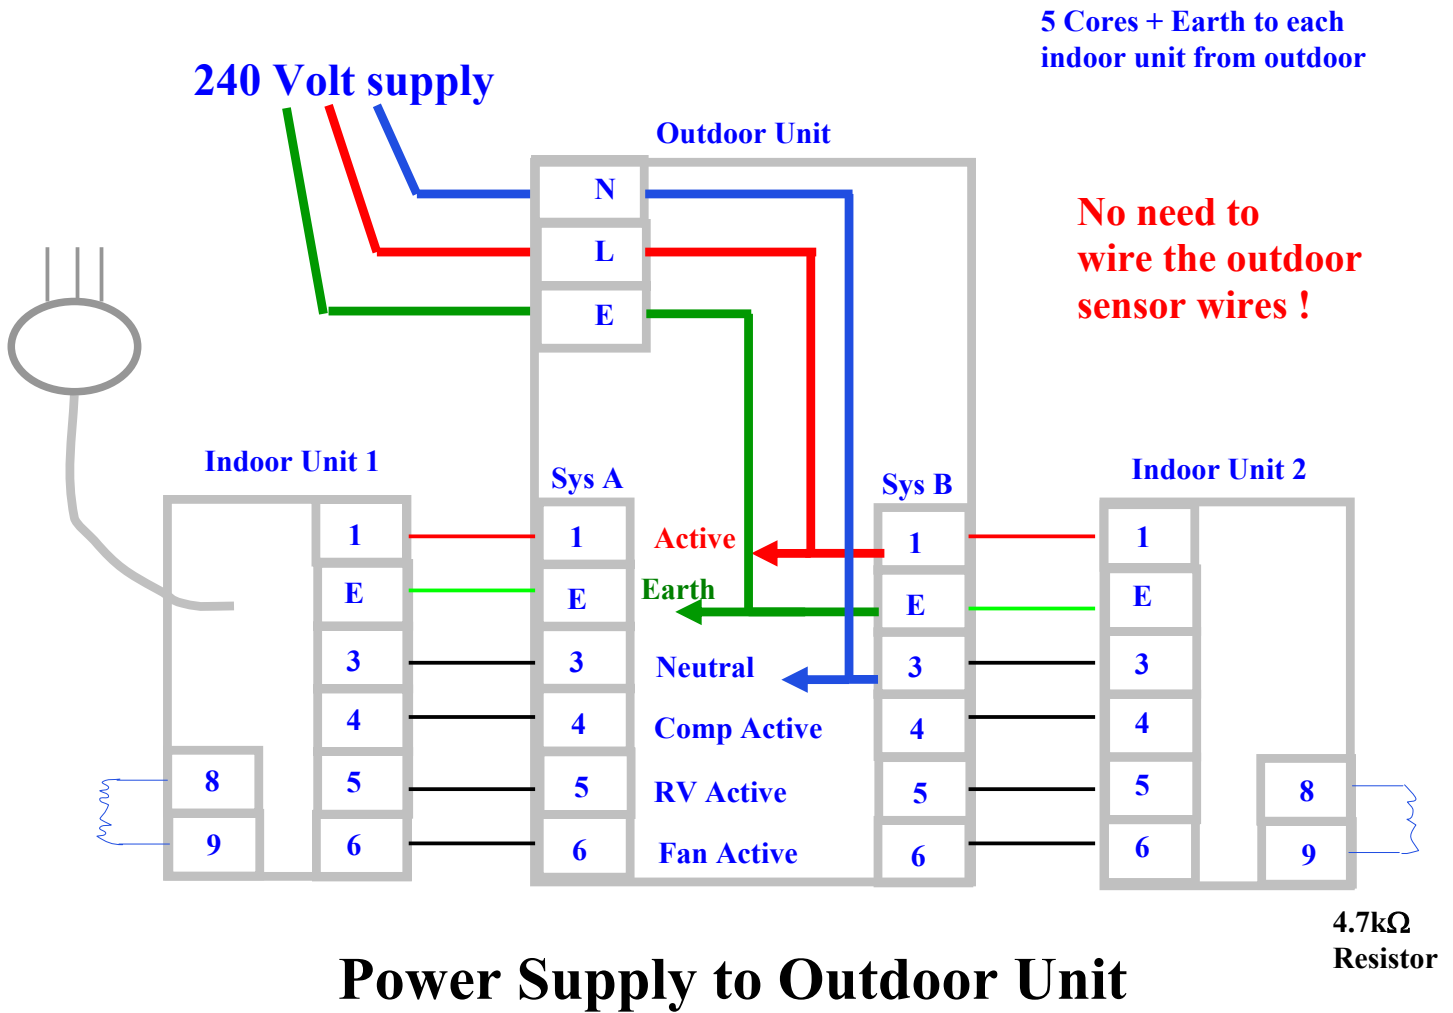 5 Cores + Earth to each
indoor unit from outdoor
240 Volt supply
Outdoor Unit
N
L
E
No need to
wire the outdoor
sensor wires !
Indoor Unit 1
Sys A
Sys B
Indoor Unit 2
1
1
Active
1
1
E
E
Earth
E
E
3
3
Neutral
3
3
4
4
Comp Active
4
4
8
5
5
RV Active
5
5
8
9
6
6
Fan Active
6
6
9
4.7kΩ
Resistor
Power Supply to Outdoor Unit